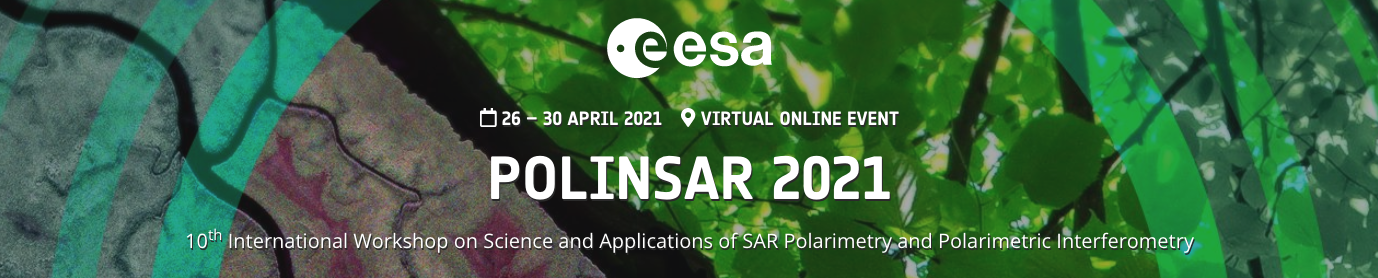 esa
26 – 30 APRIL 2021 VIRTUAL ONLINE EVENT
POLINSAR 2021
10th International Workshop on Science and Applications of SAR Polarimetry and Polarimetric Interferometry